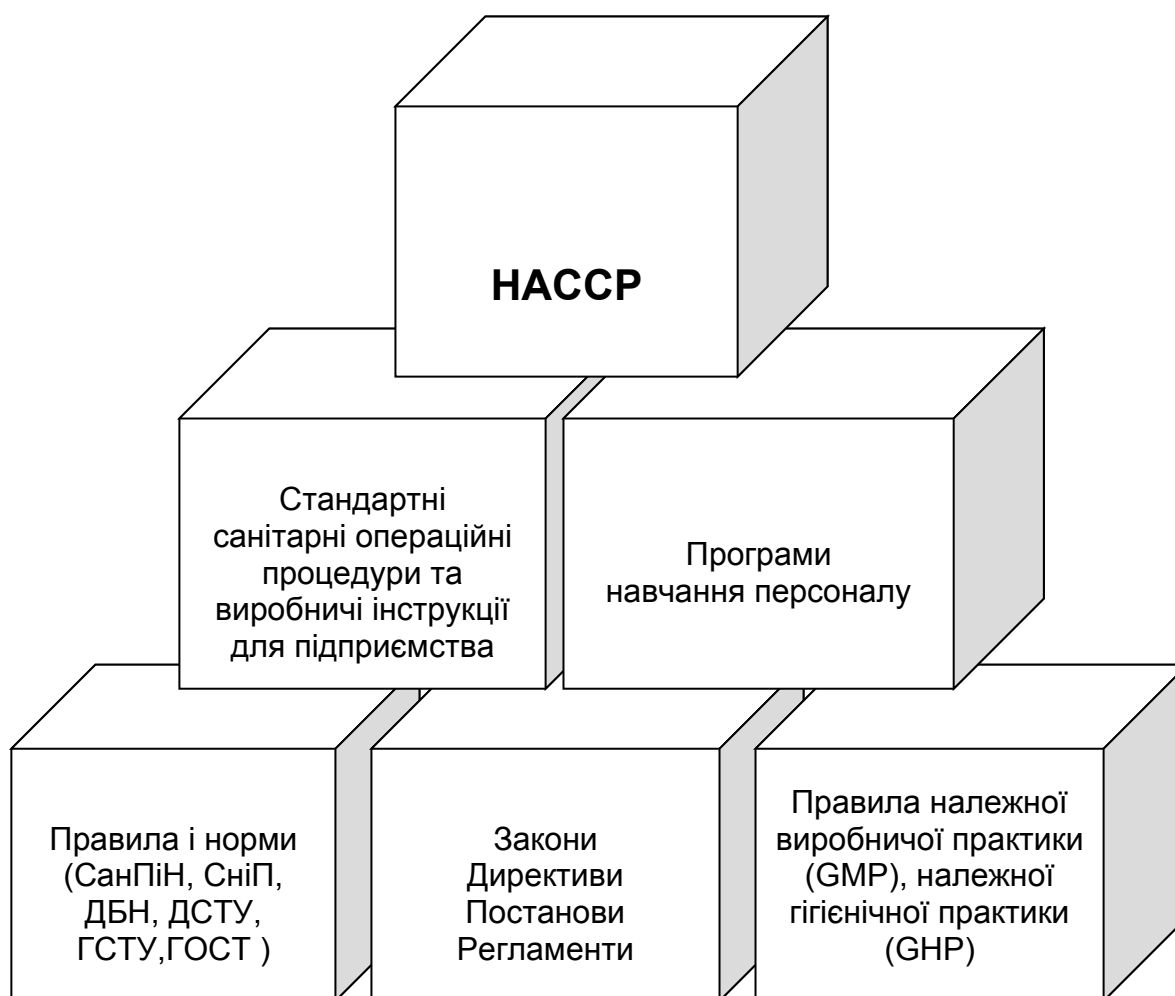 НАССР
Стандартні
санітарні операційні
процедури та
виробничі інструкції
для підприємства
Програми
навчання персоналу
Правила і норми
(СанПіН, СніП,
ДБН, ДСТУ,
ГСТУ,ГОСТ )
Закони
Директиви
Постанови
Регламенти
Правила належної
виробничої практики
(GMP), належної
гігієнічної практики
(GHP)